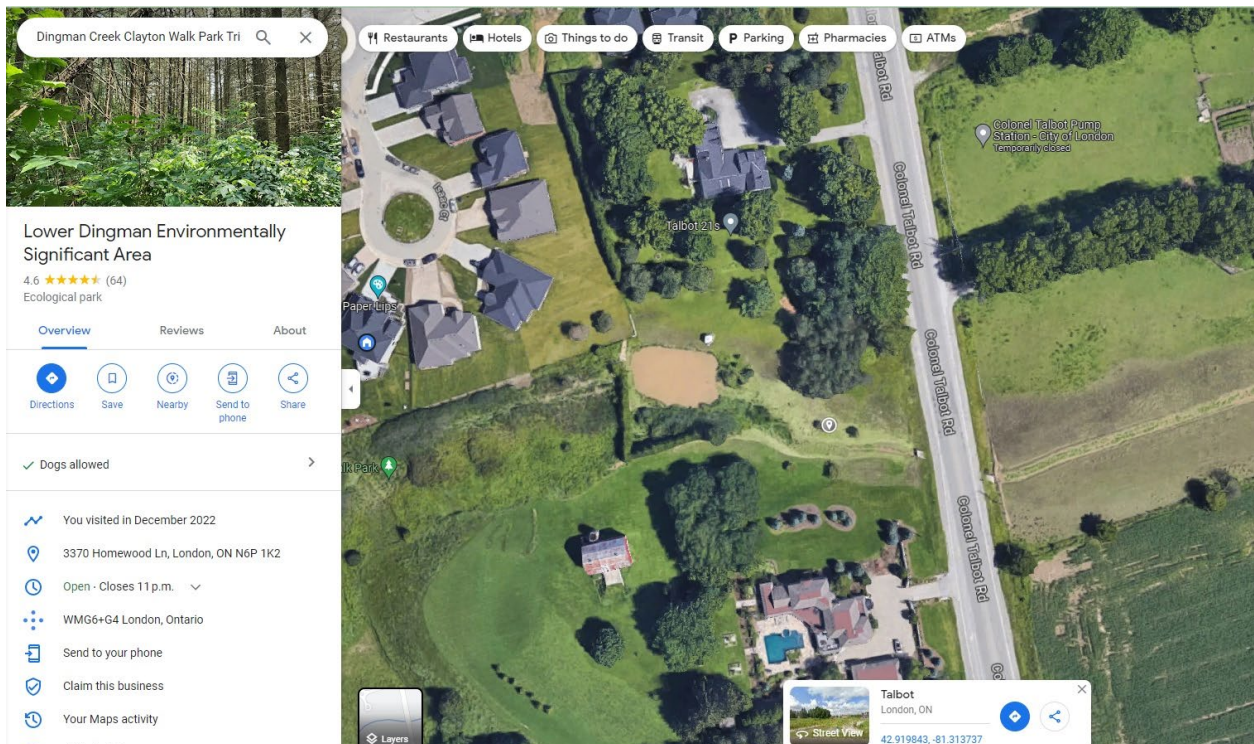 Dingman Creek Clayton Walk Park Tri
Restaurants
Hotels
Things to do
Transit
P Parking
Pharmacies
ATMs
Lower Dingman Environmentally
Significant Area
4.6 ★★★★★ (64)
Ecological park
Overview
Reviews
About
Directions
Save
Nearby
Send to
phone
Share
Dogs allowed
You visited in December 2022
3370 Homewood Ln, London, ON N6P 1K2
Open · Closes 11 p.m.
WMG6+G4 London, Ontario
Send to your phone
Claim this business
Your Maps activity
Talbot Rd
Colonel Talbot Pump
Station - City of London
Temporarily closed
Colonel Talbot Rd
Isaac Ct
Talbot 21s
Paper Lips
Colonel Talbot Rd
lk Park
Colonel Talbot Rd
Co
Layers
Street View
Talbot
London, ON
42.919843, -81.313737